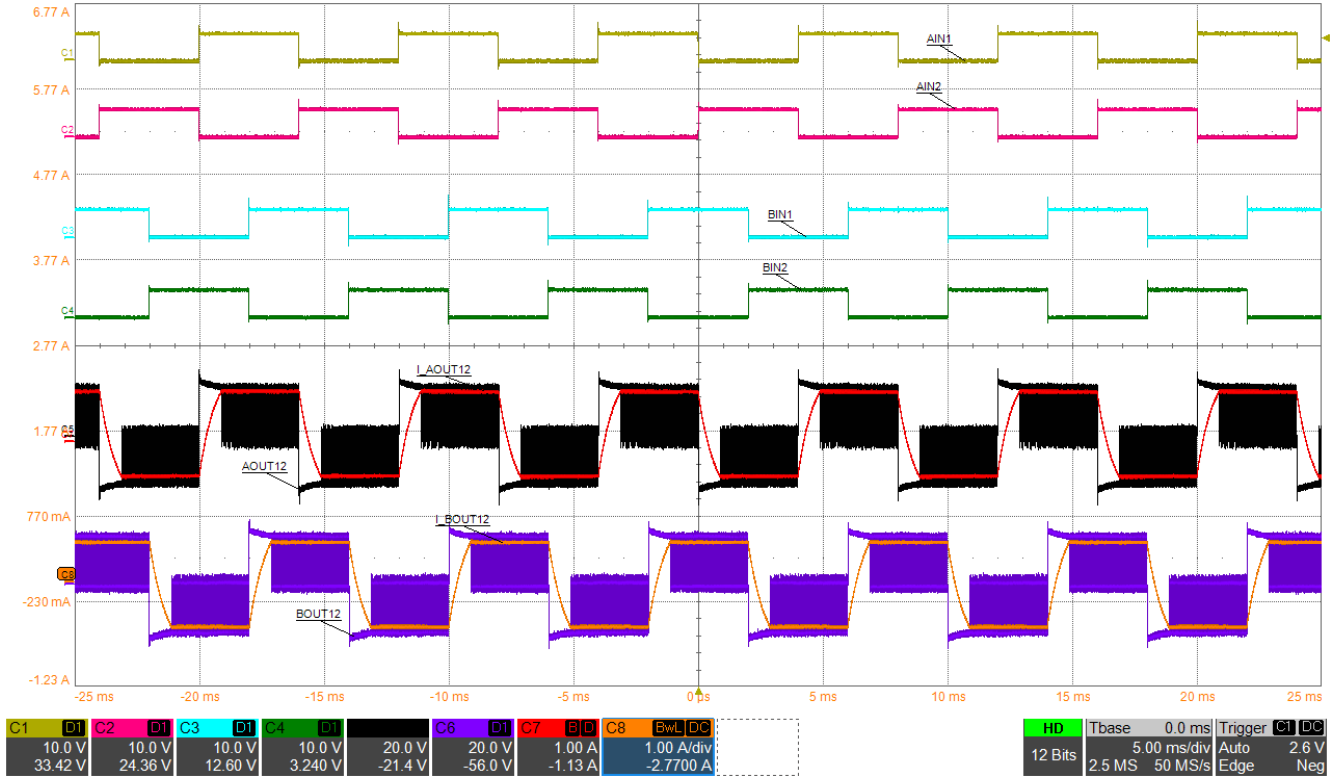 6.77 A
C1
AIN1
5.77 A
AIN2
C2
4.77 A
BIN1
C3
3.77 A
BIN2
C4
2.77 A
I_AOUT12
1.77 A
AOUT12
770 mA
I_BOUT12
C8
-230 mA
BOUT12
-1.23 A
-25 ms -20 ms -15 ms -10 ms -5 ms 0 s 5 ms 10 ms 15 ms 20 ms 25 ms
C1 D1 C2 D1 C3 D1 C4 D1 C6 D1 C7 B D C8 BwL DC HD Tbase 0.0 ms Trigger C1 DC
10.0 V 10.0 V 10.0 V 10.0 V 20.0 V 20.0 V 1.00 A 1.00 A/div 12 Bits 5.00 ms/div Auto 2.6 V
33.42 V 24.36 V 12.60 V 3.240 V -21.4 V -56.0 V -1.13 A -2.7700 A 2.5 MS 50 MS/s Edge Neg